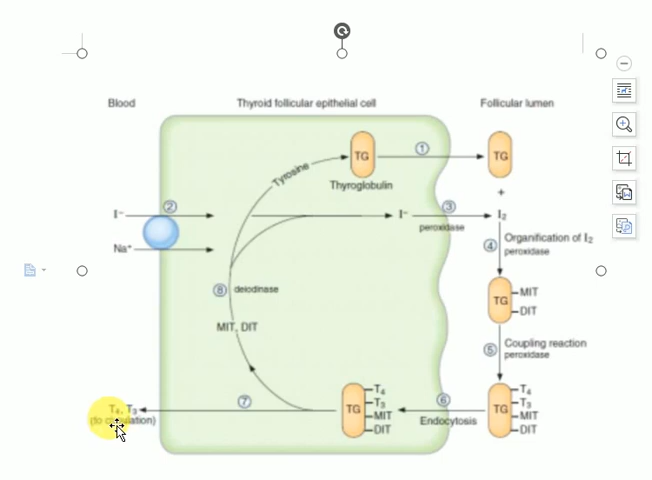 Blood
Thyroid follicular epithelial cell
Follicular lumen
TG
①
TG
Tyrosine
Thyroglobulin
+
I⁻
②
I⁻
③
I₂
peroxidase
Na⁺
④
Organification of I₂
peroxidase
⑧
deiodinase
TG
MIT
DIT
MIT, DIT
⑤
Coupling reaction
peroxidase
T₄, T₃
(to circulation)
⑦
TG
T₄
T₃
MIT
DIT
⑥
Endocytosis
TG
T₄
T₃
MIT
DIT